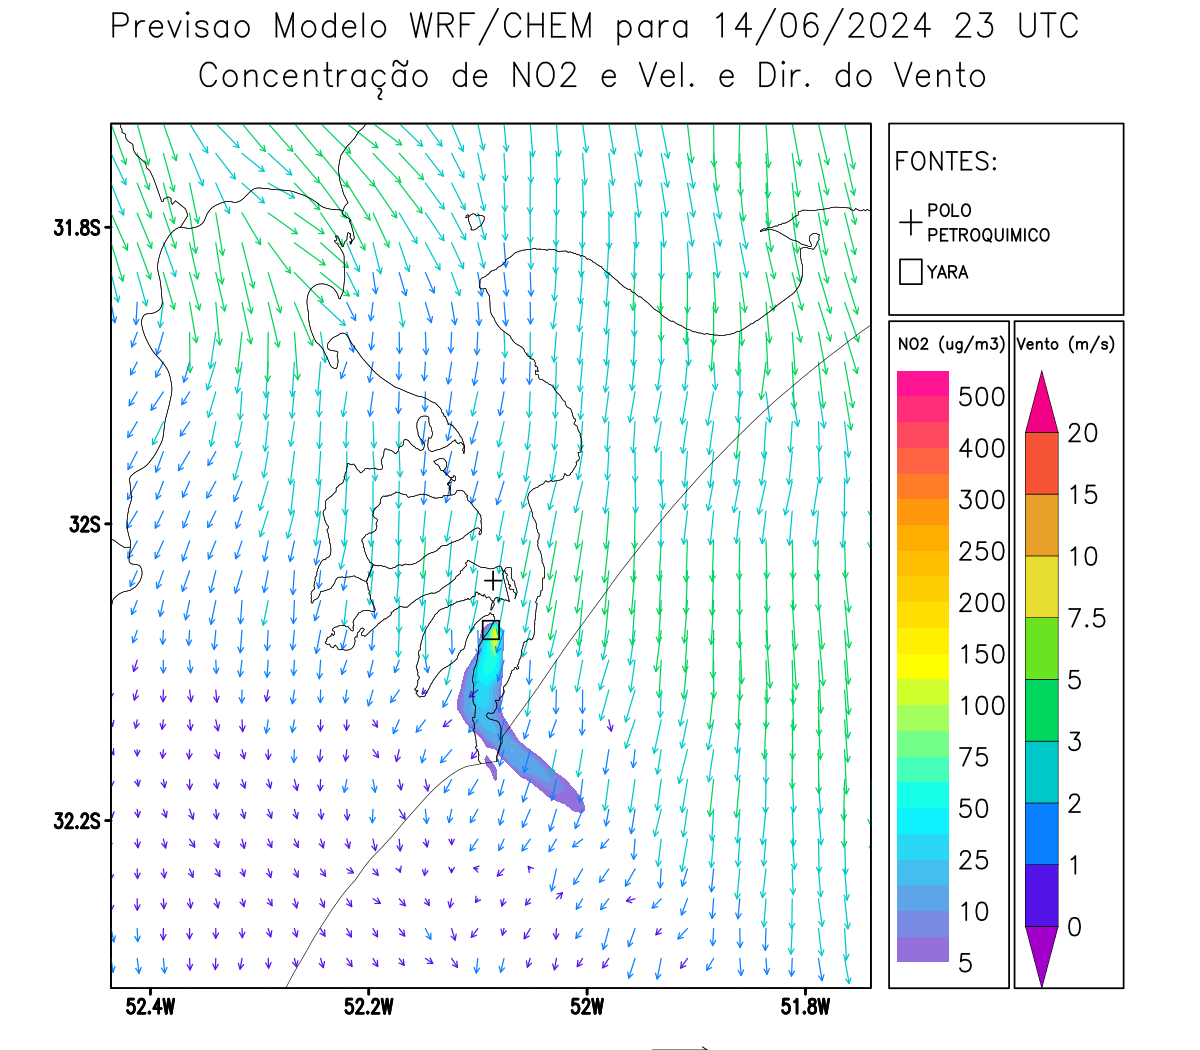 Previsao Modelo WRF/CHEM para 14/06/2024 23 UTC
Concentração de NO2 e Vel. e Dir. do Vento
FONTES:
POLO
PETROQUIMICO
YARA
NO2 (ug/m3)
500
400
300
250
200
150
100
75
50
25
10
5
Vento (m/s)
20
15
10
7.5
5
3
2
1
0
31.8S
32S
32.2S
52.4W 52.2W 52W 51.8W